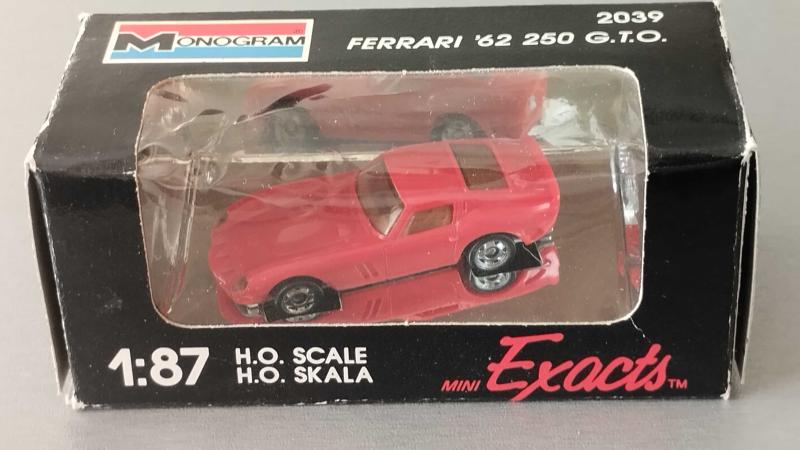 2039
MONOGRAM
FERRARI '62 250 G.T.O.
1:87
H.O. SCALE
H.O. SKALA
MINI Exacts™